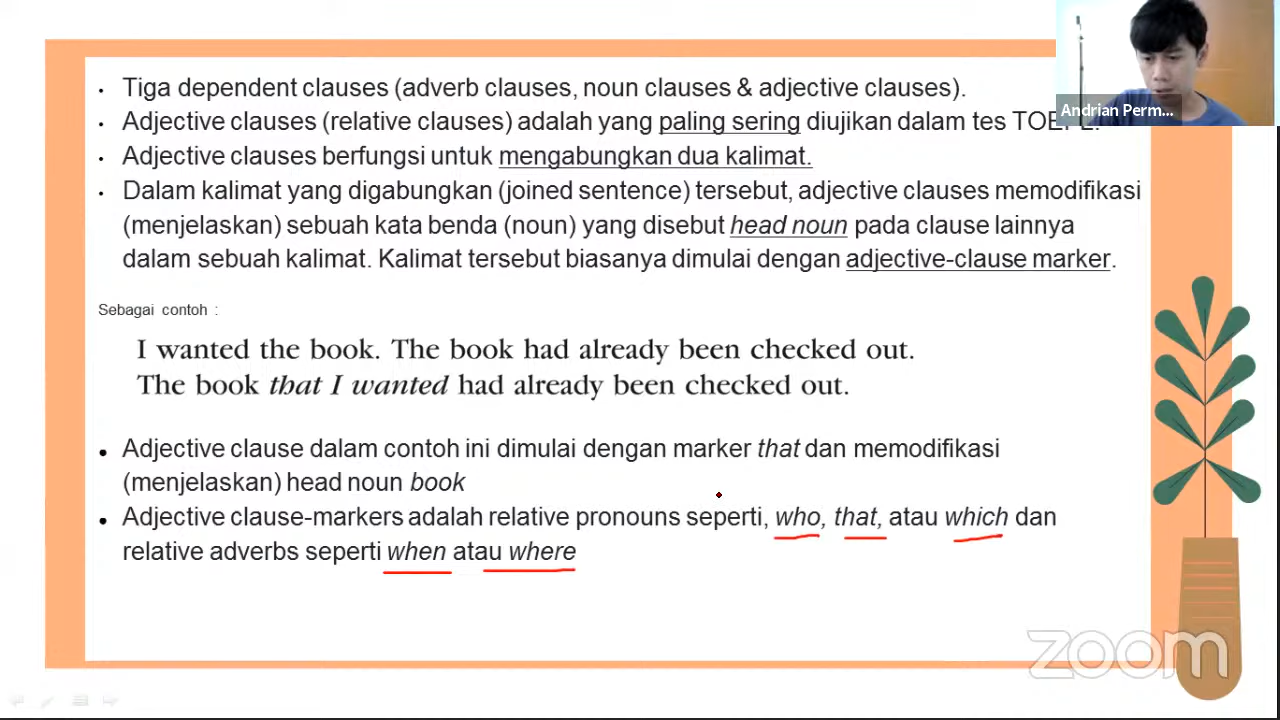 Andrian Perm...
• Tiga dependent clauses (adverb clauses, noun clauses & adjective clauses).
• Adjective clauses (relative clauses) adalah yang paling sering diujikan dalam tes TOEFL.
• Adjective clauses berfungsi untuk mengabungkan dua kalimat.
• Dalam kalimat yang digabungkan (joined sentence) tersebut, adjective clauses memodifikasi
(menjelaskan) sebuah kata benda (noun) yang disebut head noun pada clause lainnya
dalam sebuah kalimat. Kalimat tersebut biasanya dimulai dengan adjective-clause marker.
Sebagai contoh :
I wanted the book. The book had already been checked out.
The book that I wanted had already been checked out.
• Adjective clause dalam contoh ini dimulai dengan marker that dan memodifikasi
(menjelaskan) head noun book
• Adjective clause-markers adalah relative pronouns seperti, who, that, atau which dan
relative adverbs seperti when atau where
zoom